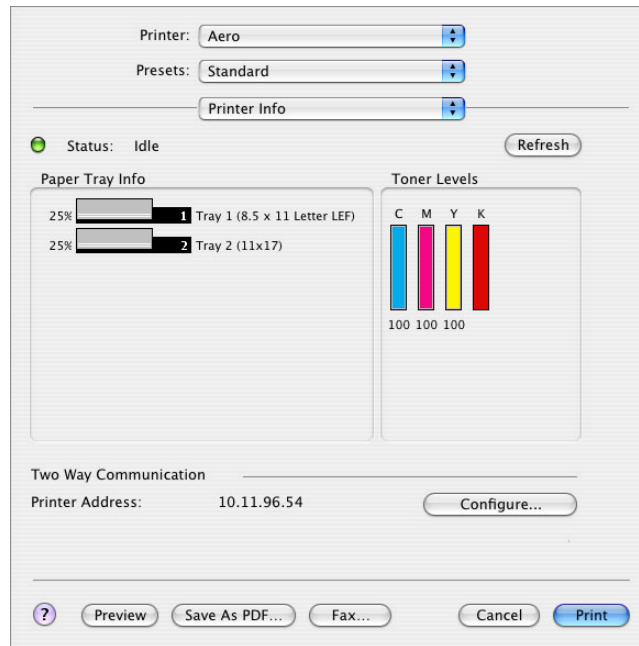 Printer: Aero
Presets: Standard
Printer Info
Status: Idle
Refresh
Paper Tray Info
25% 1 Tray 1 (8.5 x 11 Letter LEF)
25% 2 Tray 2 (11x17)
Toner Levels
C M Y K
100 100 100
Two Way Communication
Printer Address: 10.11.96.54
Configure...
? Preview Save As PDF... Fax... Cancel Print